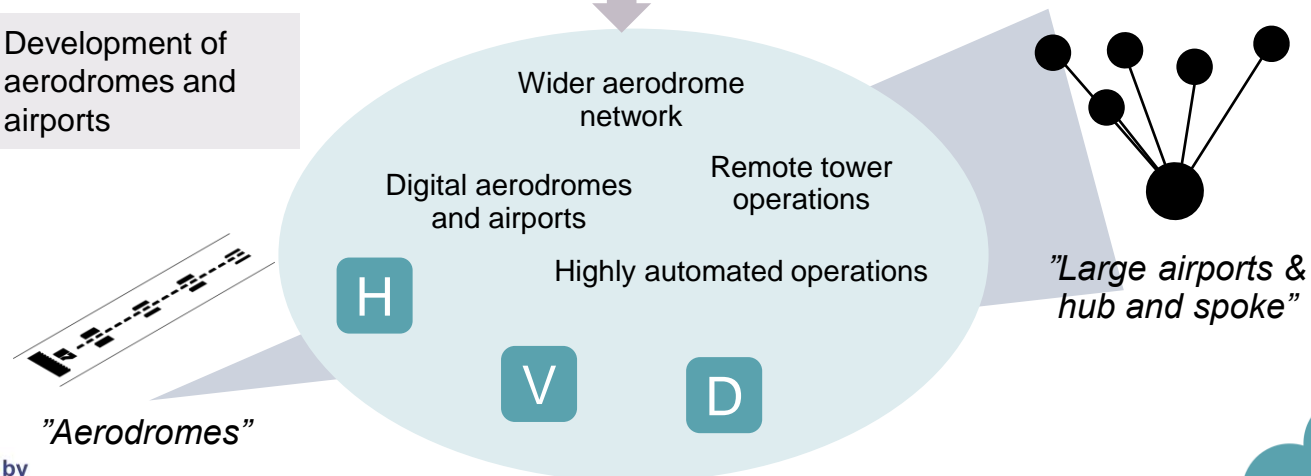 Development of
aerodromes and
airports
Wider aerodrome
network
Remote tower
operations
Digital aerodromes
and airports
Highly automated operations
H
V
D
”Large airports &
hub and spoke”
”Aerodromes”
by